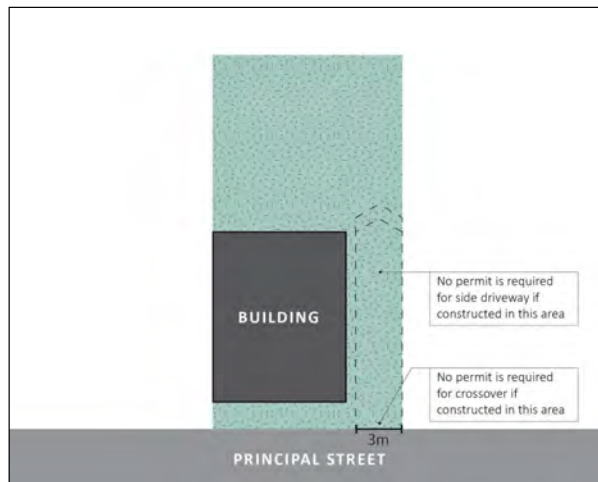 No permit is required
for side driveway if
constructed in this area
BUILDING
No permit is required
for crossover if
constructed in this area
3m
PRINCIPAL STREET